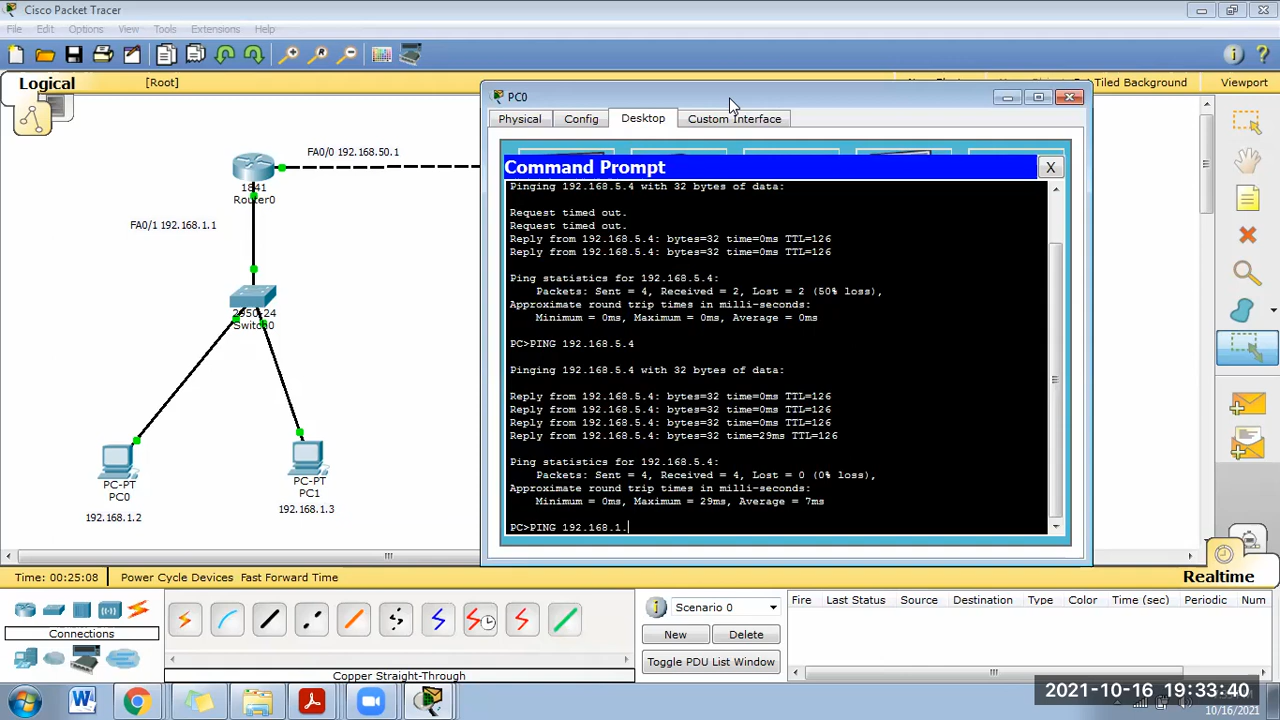 Cisco Packet Tracer
File Edit Options View Tools Extensions Help
Logical
[Root]
Tiled Background
Viewport
FA0/0 192.168.50.1
1841
Router0
FA0/1 192.168.1.1
2950-24
Switch0
PC-PT
PC0
192.168.1.2
PC-PT
PC1
192.168.1.3
PC0
Physical Config Desktop Custom Interface
Command Prompt
X
Pinging 192.168.5.4 with 32 bytes of data:
Request timed out.
Request timed out.
Reply from 192.168.5.4: bytes=32 time=0ms TTL=126
Reply from 192.168.5.4: bytes=32 time=0ms TTL=126
Ping statistics for 192.168.5.4:
Packets: Sent = 4, Received = 2, Lost = 2 (50% loss),
Approximate round trip times in milli-seconds:
Minimum = 0ms, Maximum = 0ms, Average = 0ms
PC>PING 192.168.5.4
Pinging 192.168.5.4 with 32 bytes of data:
Reply from 192.168.5.4: bytes=32 time=0ms TTL=126
Reply from 192.168.5.4: bytes=32 time=0ms TTL=126
Reply from 192.168.5.4: bytes=32 time=0ms TTL=126
Reply from 192.168.5.4: bytes=32 time=29ms TTL=126
Ping statistics for 192.168.5.4:
Packets: Sent = 4, Received = 4, Lost = 0 (0% loss),
Approximate round trip times in milli-seconds:
Minimum = 0ms, Maximum = 29ms, Average = 7ms
PC>PING 192.168.1.
Time: 00:25:08 Power Cycle Devices Fast Forward Time
Realtime
Connections
Copper Straight-Through
Scenario 0
New Delete
Toggle PDU List Window
Fire Last Status Source Destination Type Color Time (sec) Periodic Num
2021-10-16 19:33:40
10/16/2021